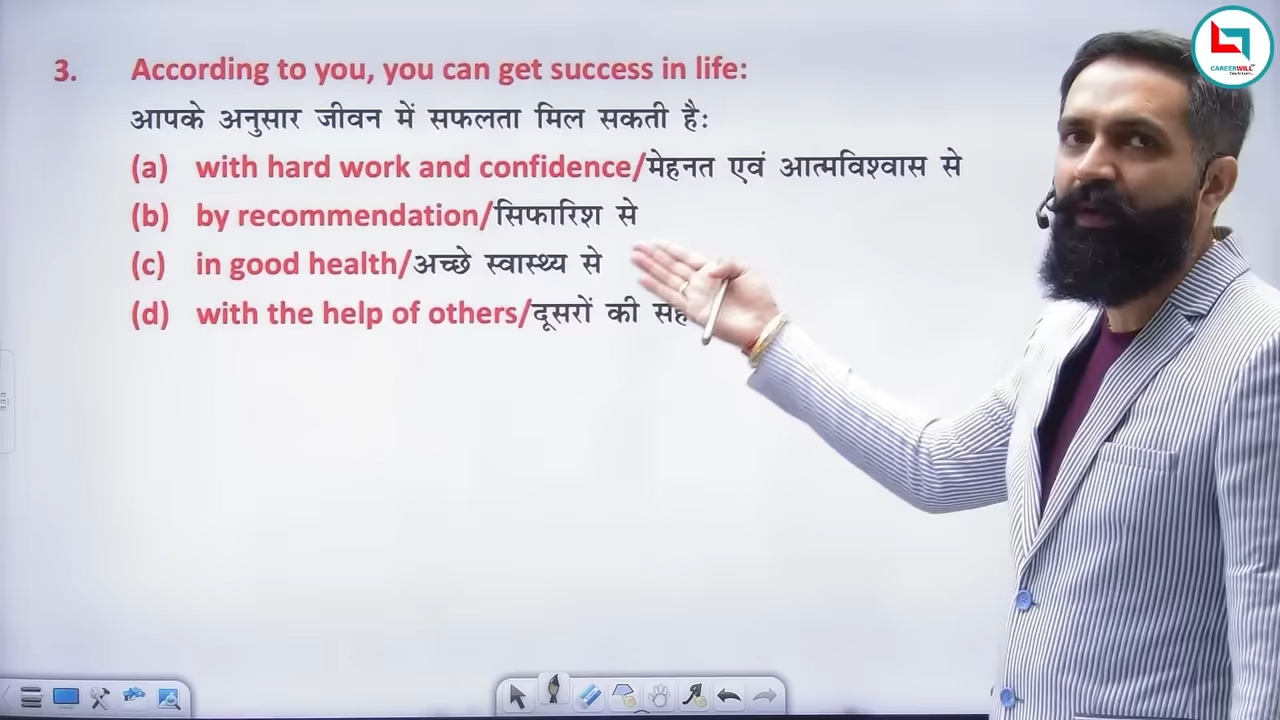 3. According to you, you can get success in life:
आपके अनुसार जीवन में सफलता मिल सकती है:
(a) with hard work and confidence/मेहनत एवं आत्मविश्वास से
(b) by recommendation/सिफारिश से
(c) in good health/अच्छे स्वास्थ्य से
(d) with the help of others/दूसरों की
CAREERWILL